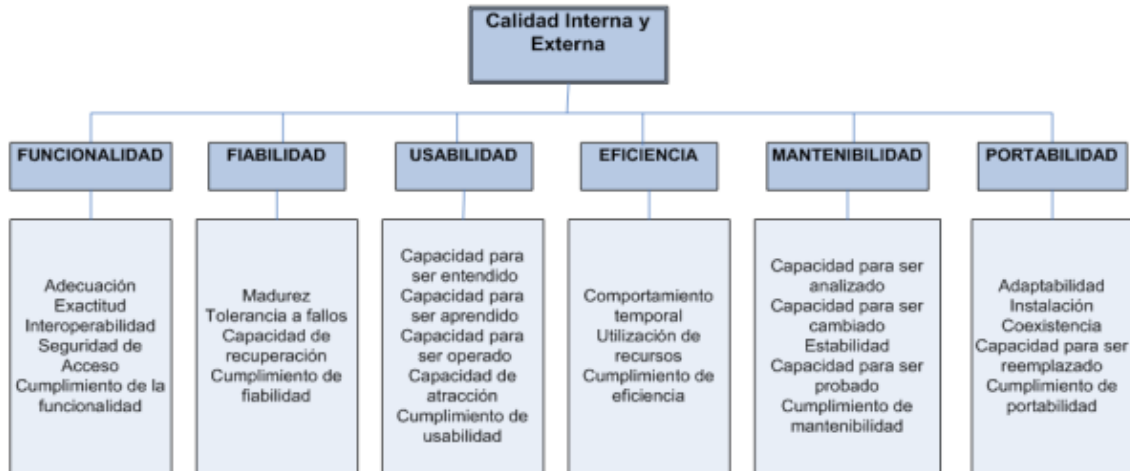 Calidad Interna y
Externa
FUNCIONALIDAD
FIABILIDAD
USABILIDAD
EFICIENCIA
MANTENIBILIDAD
PORTABILIDAD
Adecuación
Exactitud
Interoperabilidad
Seguridad de
Acceso
Cumplimiento de la
funcionalidad
Madurez
Tolerancia a fallos
Capacidad de
recuperación
Cumplimiento de
fiabilidad
Capacidad para
ser entendido
Capacidad para
ser aprendido
Capacidad para
ser operado
Capacidad de
atracción
Cumplimiento de
usabilidad
Comportamiento
temporal
Utilización de
recursos
Cumplimiento de
eficiencia
Capacidad para ser
analizado
Capacidad para ser
cambiado
Estabilidad
Capacidad para ser
probado
Cumplimiento de
mantenibilidad
Adaptabilidad
Instalación
Coexistencia
Capacidad para ser
reemplazado
Cumplimiento de
portabilidad